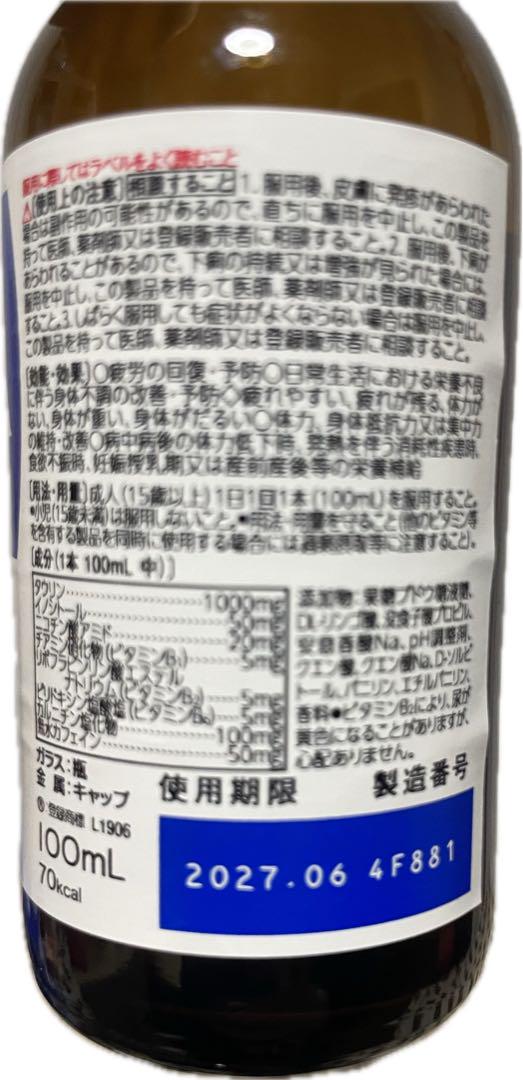 服用に際してはラベルをよく読むこと
⚠【使用上の注意】相談すること 1. 服用後、皮膚に発疹があらわれた
場合は副作用の可能性があるので、直ちに服用を中止し、この製品を
持って医師、薬剤師又は登録販売者に相談すること。2. 服用後、下痢が
あらわれることがあるので、下痢の持続又は増強が見られた場合には、
服用を中止し、この製品を持って医師、薬剤師又は登録販売者に相談
すること。3. しばらく服用しても症状がよくならない場合は服用を中止し、
この製品を持って医師、薬剤師又は登録販売者に相談すること。
【効能・効果】○疲労の回復・予防○日常生活における栄養不良
に伴う身体不調の改善・予防◇疲れやすい、疲れが残る、体力が
ない、身体が重い、身体がだるい○体力、身体抵抗力又は集中力
の維持・改善○病中病後の体力低下時、発熱を伴う消耗性疾患時、
食欲不振時、妊娠授乳期又は産前産後等の栄養補給
【用法・用量】成人(15歳以上)1日1回1本(100mL)を服用すること。
●小児(15歳未満)は服用しないこと。●用法・用量を守ること(他のビタミン等
を含有する製品を同時に使用する場合には過剰摂取等に注意すること)。
【成分(1本 100mL 中)】
タウリン 1000mg
イノシトール 50mg
ニコチン酸アミド 20mg
チアミン硝化物(ビタミンB₁) 5mg
リボフラビンリン酸エステル
ナトリウム(ビタミンB₂) 5mg
ピリドキシン塩酸塩(ビタミンB₆) 5mg
カルニチン塩化物 100mg
無水カフェイン 50mg
添加物:果糖ブドウ糖液糖、
DL-リンゴ酸、没食子酸プロピル、
安息香酸Na、pH調整剤、
クエン酸、クエン酸Na、D-ソルビ
トール、バニリン、エチルバニリン、
香料●ビタミンB₂により、尿が
黄色になることがありますが、
心配ありません。
ガラス:瓶
金属:キャップ
® 登録商標 L1906
100mL
70kcal
使用期限 製造番号
2027.06 4F881